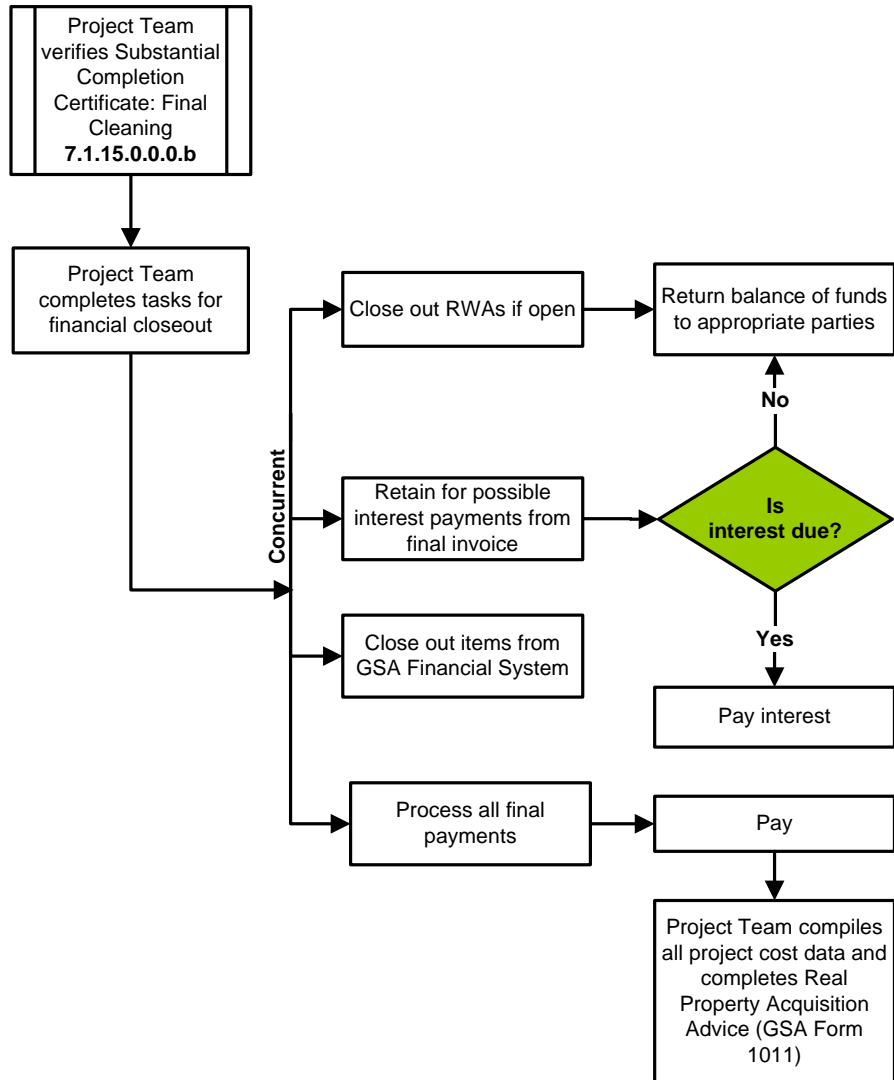 Project Team
verifies Substantial
Completion
Certificate: Final
Cleaning
7.1.15.0.0.0.b
Project Team
completes tasks for
financial closeout
Concurrent
Close out RWAs if open
Return balance of funds
to appropriate parties
No
Retain for possible
interest payments from
final invoice
Is
interest due?
Yes
Close out items from
GSA Financial System
Pay interest
Process all final
payments
Pay
Project Team compiles
all project cost data and
completes Real
Property Acquisition
Advice (GSA Form
1011)